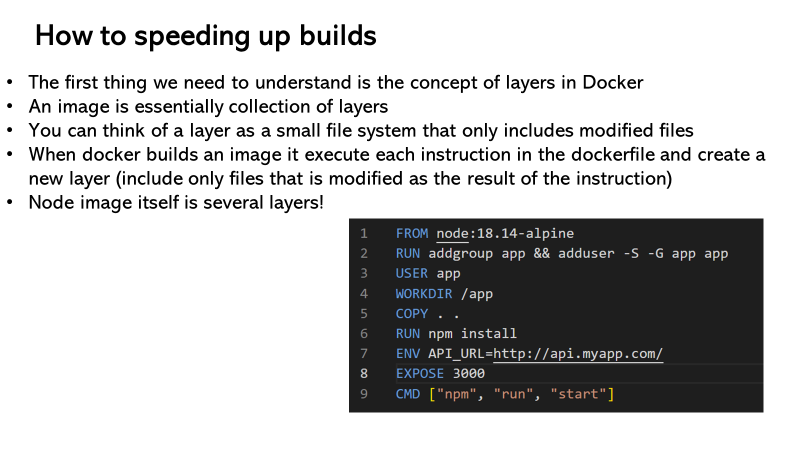 How to speeding up builds
• The first thing we need to understand is the concept of layers in Docker
• An image is essentially collection of layers
• You can think of a layer as a small file system that only includes modified files
• When docker builds an image it execute each instruction in the dockerfile and create a
new layer (include only files that is modified as the result of the instruction)
• Node image itself is several layers!
1 FROM node:18.14-alpine
2 RUN addgroup app && adduser -S -G app app
3 USER app
4 WORKDIR /app
5 COPY . .
6 RUN npm install
7 ENV API_URL=http://api.myapp.com/
8 EXPOSE 3000
9 CMD ["npm", "run", "start"]